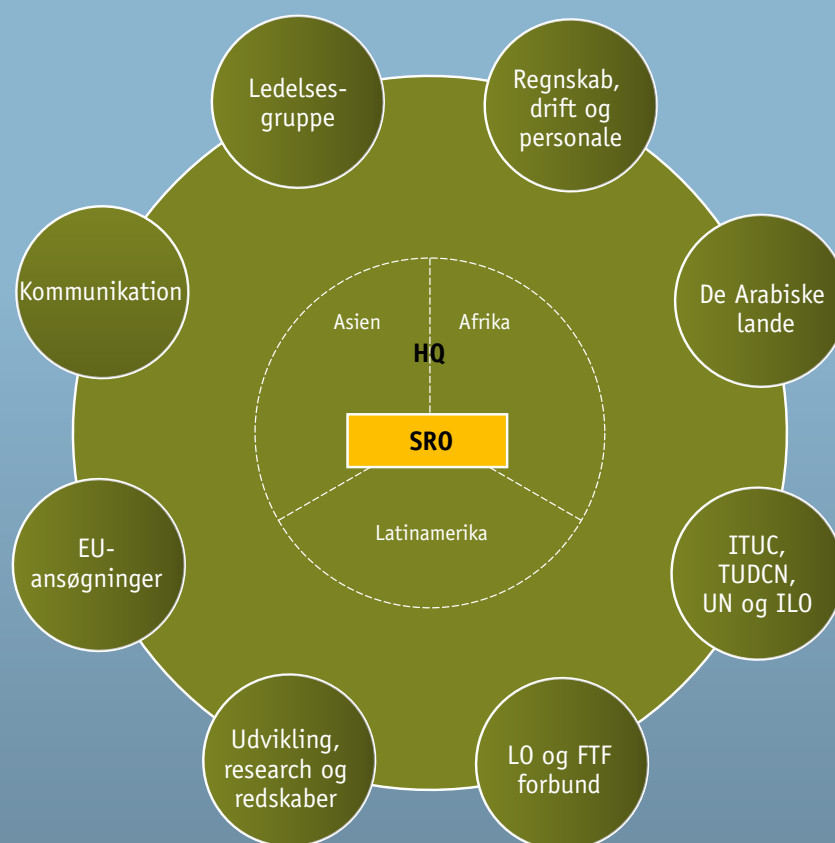 Ledelses-
gruppe
Regnskab,
drift og
personale
Kommunikation
De Arabiske
lande
Asien
Afrika
HQ
SRO
Latinamerika
EU-
ansøgninger
ITUC,
TUDCN,
UN og ILO
Udvikling,
research og
redskaber
LO og FTF
forbund